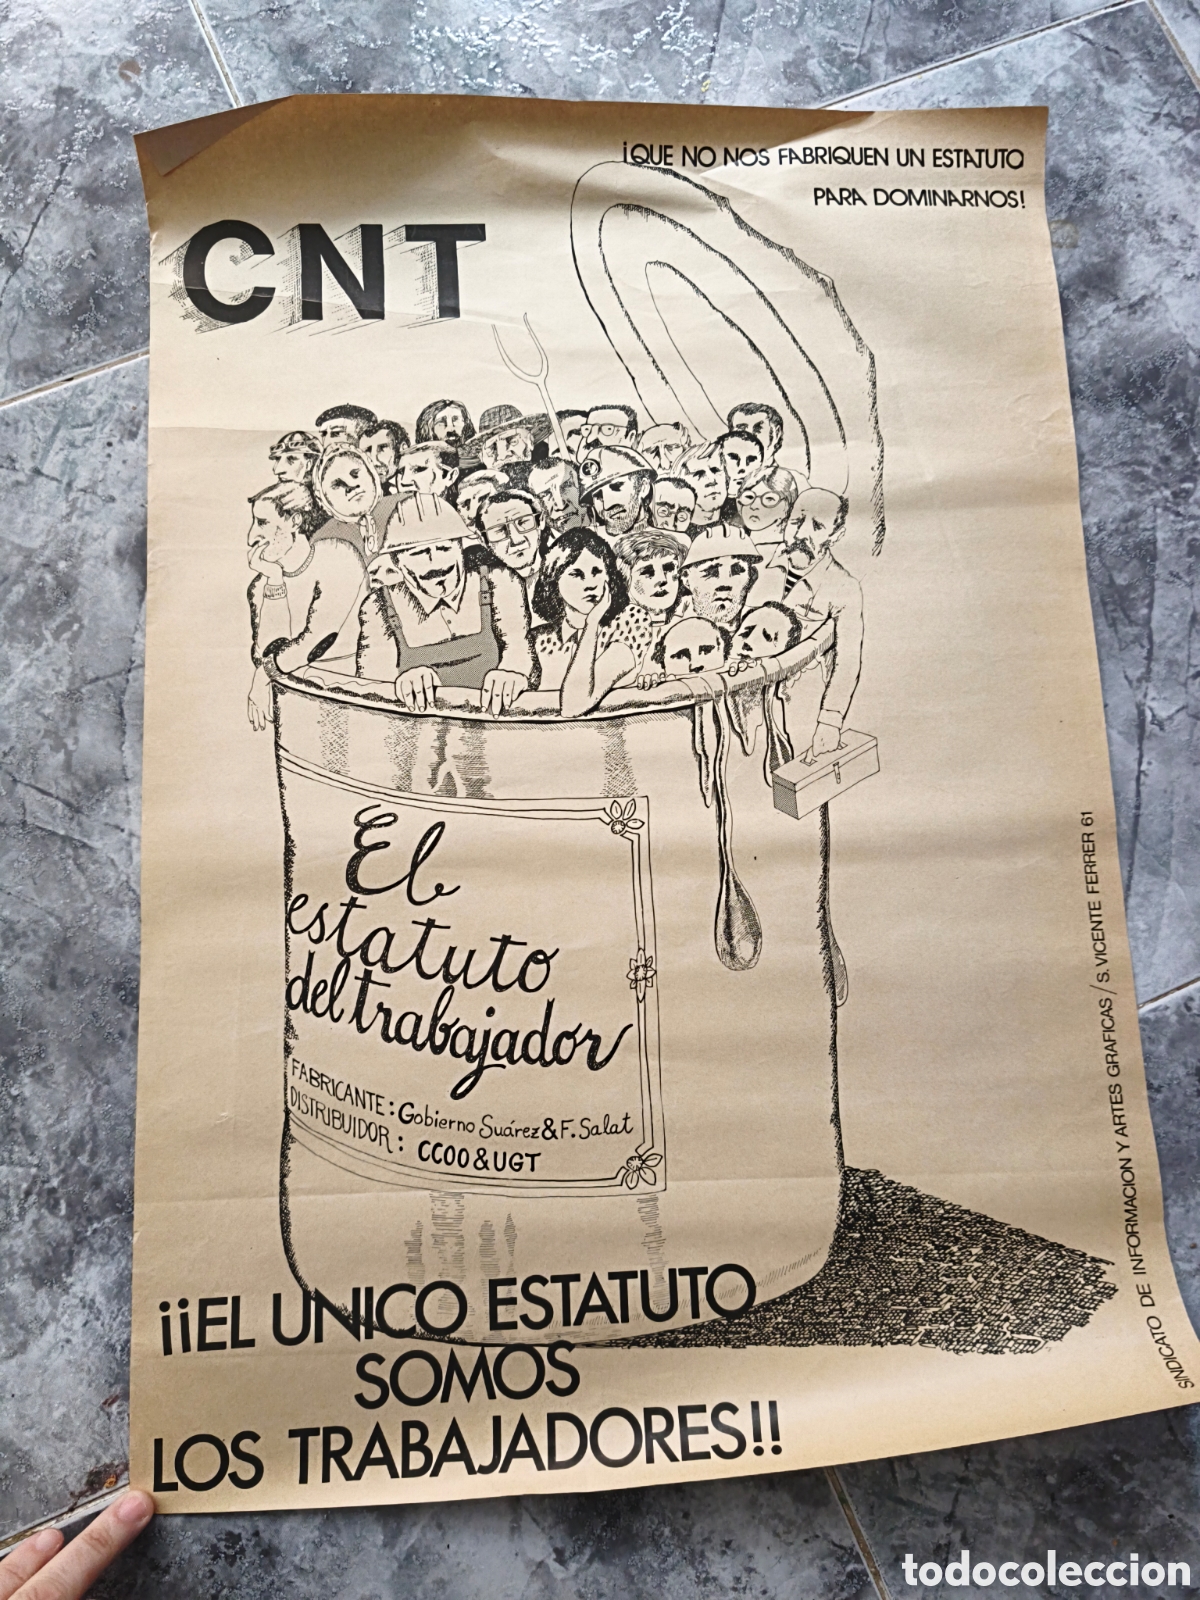 ¡QUE NO NOS FABRIQUEN UN ESTATUTO
PARA DOMINARNOS!
CNT
El
estatuto
del trabajador
FABRICANTE: Gobierno Suárez & F. Salat
DISTRIBUIDOR: CCOO & UGT
¡¡EL UNICO ESTATUTO
SOMOS
LOS TRABAJADORES!!
SINDICATO DE INFORMACION Y ARTES GRAFICAS / S. VICENTE FERRER 61
todocoleccion